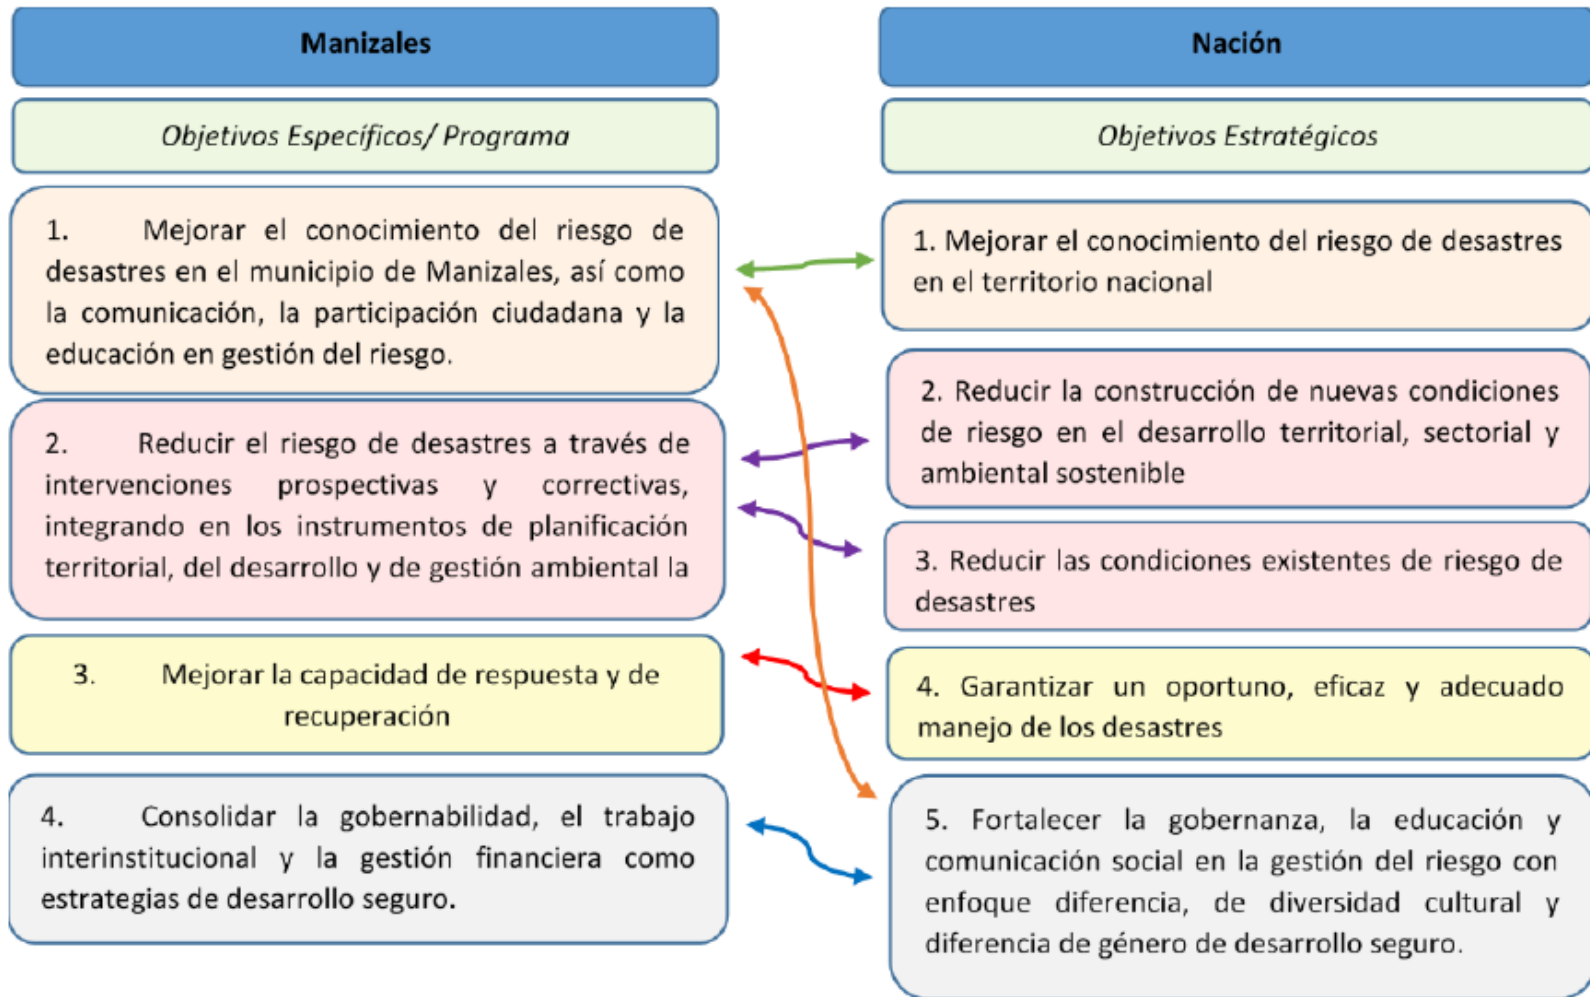 Manizales
Objetivos Específicos/ Programa
1. Mejorar el conocimiento del riesgo de
desastres en el municipio de Manizales, así como
la comunicación, la participación ciudadana y la
educación en gestión del riesgo.
2. Reducir el riesgo de desastres a través de
intervenciones prospectivas y correctivas,
integrando en los instrumentos de planificación
territorial, del desarrollo y de gestión ambiental la
3. Mejorar la capacidad de respuesta y de
recuperación
4. Consolidar la gobernabilidad, el trabajo
interinstitucional y la gestión financiera como
estrategias de desarrollo seguro.
Nación
Objetivos Estratégicos
1. Mejorar el conocimiento del riesgo de desastres
en el territorio nacional
2. Reducir la construcción de nuevas condiciones
de riesgo en el desarrollo territorial, sectorial y
ambiental sostenible
3. Reducir las condiciones existentes de riesgo de
desastres
4. Garantizar un oportuno, eficaz y adecuado
manejo de los desastres
5. Fortalecer la gobernanza, la educación y
comunicación social en la gestión del riesgo con
enfoque diferencia, de diversidad cultural y
diferencia de género de desarrollo seguro.